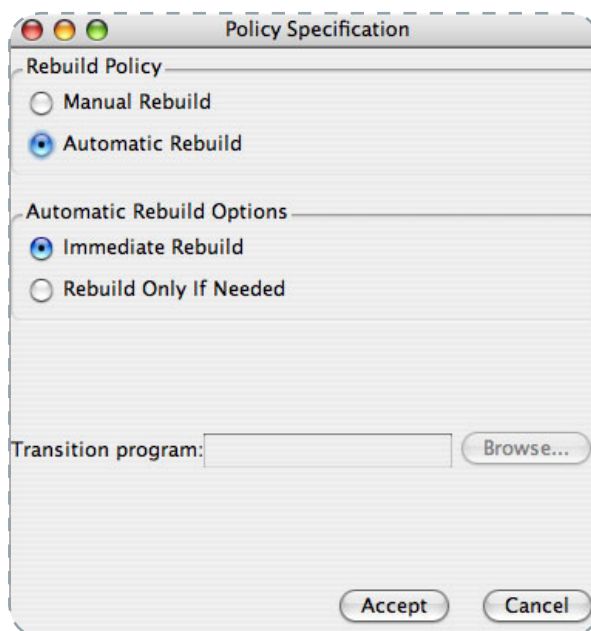 Policy Specification
Rebuild Policy
Manual Rebuild
Automatic Rebuild
Automatic Rebuild Options
Immediate Rebuild
Rebuild Only If Needed
Transition program: Browse...
Accept Cancel